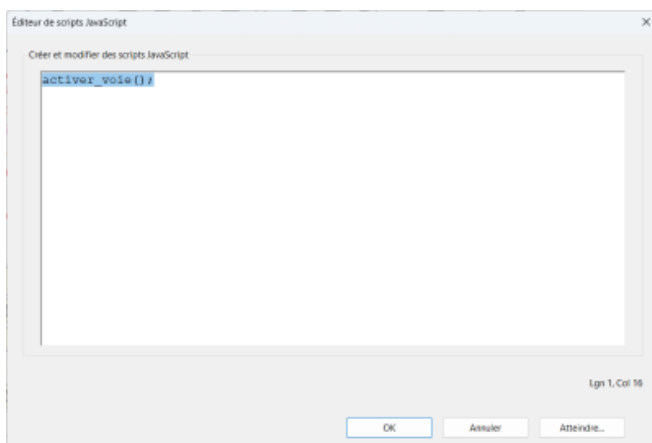 Éditeur de scripts JavaScript
Créer et modifier des scripts JavaScript
activer_voie();
Lgn 1, Col 16
OK
Annuler
Atteindre...